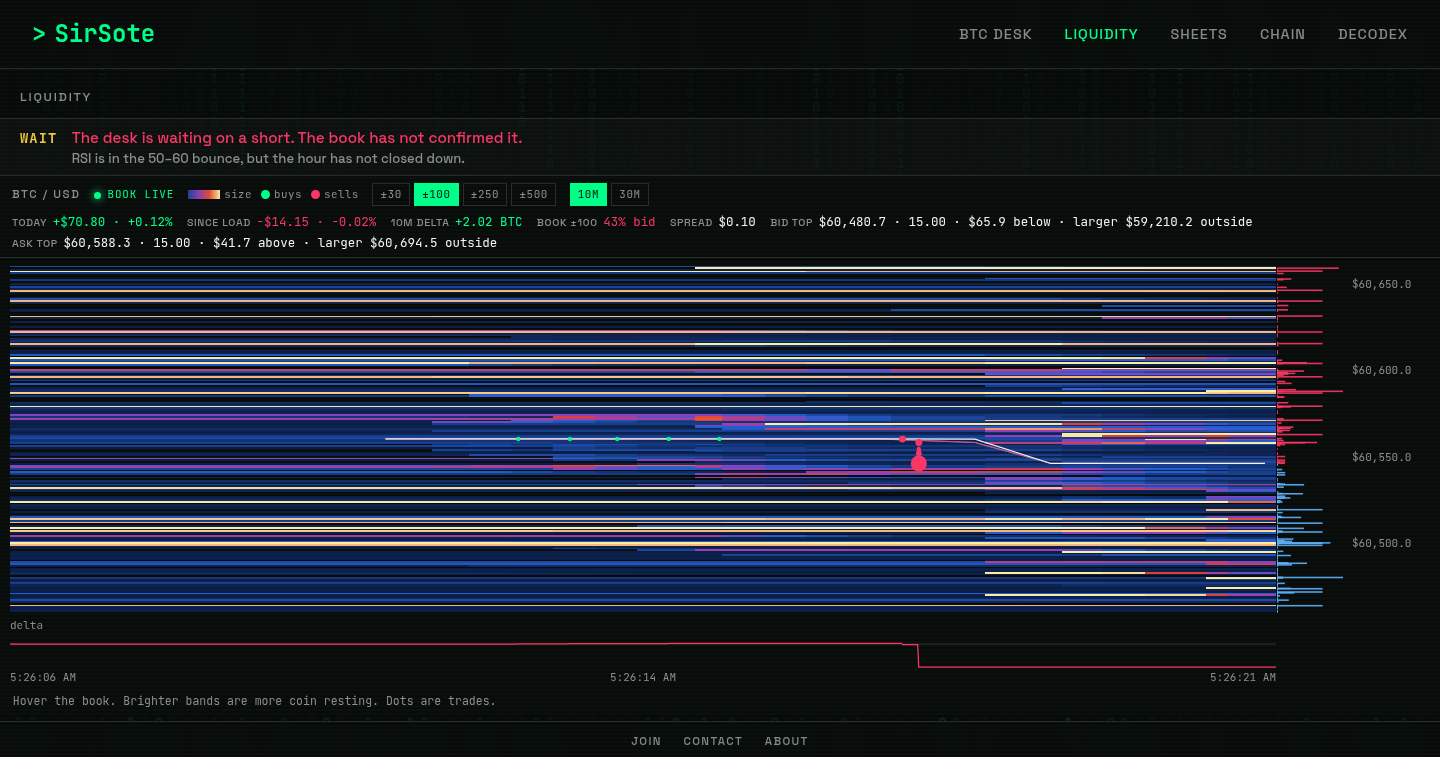 > SirSote
BTC DESK LIQUIDITY SHEETS CHAIN DECODEX
LIQUIDITY
WAIT The desk is waiting on a short. The book has not confirmed it.
RSI is in the 50–60 bounce, but the hour has not closed down.
BTC / USD BOOK LIVE size buys sells ±30 ±100 ±250 ±500 10M 30M
TODAY +$70.80 · +0.12% SINCE LOAD -$14.15 · -0.02% 10M DELTA +2.02 BTC BOOK ±100 43% bid SPREAD $0.10 BID TOP $60,480.7 · 15.00 · $65.9 below · larger $59,210.2 outside
ASK TOP $60,588.3 · 15.00 · $41.7 above · larger $60,694.5 outside
$60,650.0
$60,600.0
$60,550.0
$60,500.0
delta
5:26:06 AM 5:26:14 AM 5:26:21 AM
Hover the book. Brighter bands are more coin resting. Dots are trades.
JOIN CONTACT ABOUT